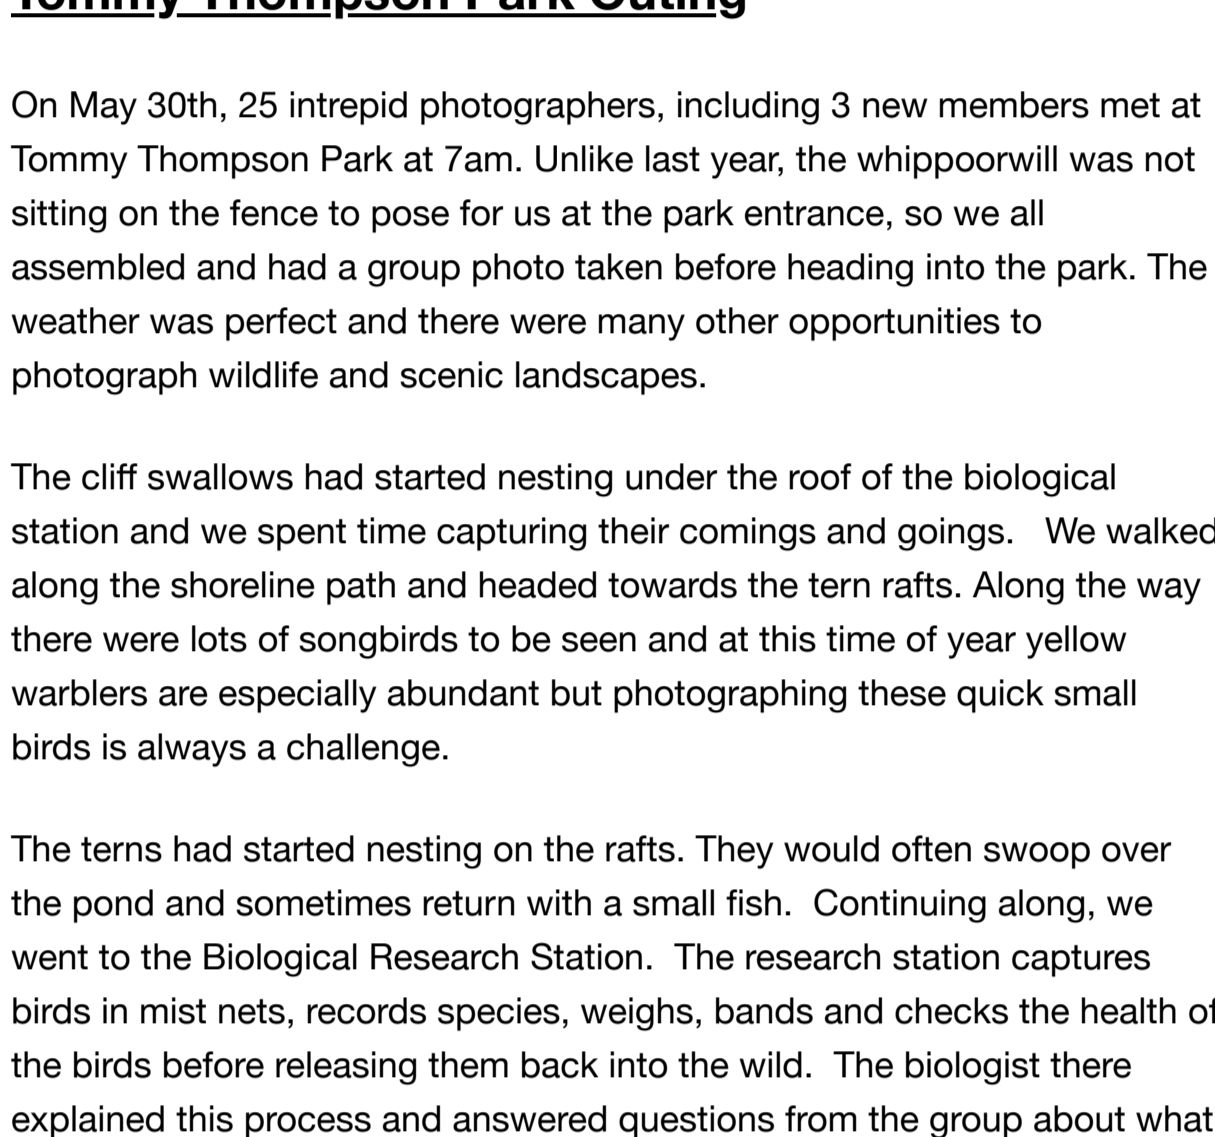 Tommy Thompson Park Outing
On May 30th, 25 intrepid photographers, including 3 new members met at
Tommy Thompson Park at 7am. Unlike last year, the whippoorwill was not
sitting on the fence to pose for us at the park entrance, so we all
assembled and had a group photo taken before heading into the park. The
weather was perfect and there were many other opportunities to
photograph wildlife and scenic landscapes.
The cliff swallows had started nesting under the roof of the biological
station and we spent time capturing their comings and goings.   We walked
along the shoreline path and headed towards the tern rafts. Along the way
there were lots of songbirds to be seen and at this time of year yellow
warblers are especially abundant but photographing these quick small
birds is always a challenge.
The terns had started nesting on the rafts. They would often swoop over
the pond and sometimes return with a small fish.  Continuing along, we
went to the Biological Research Station.  The research station captures
birds in mist nets, records species, weighs, bands and checks the health of
the birds before releasing them back into the wild.  The biologist there
explained this process and answered questions from the group about what